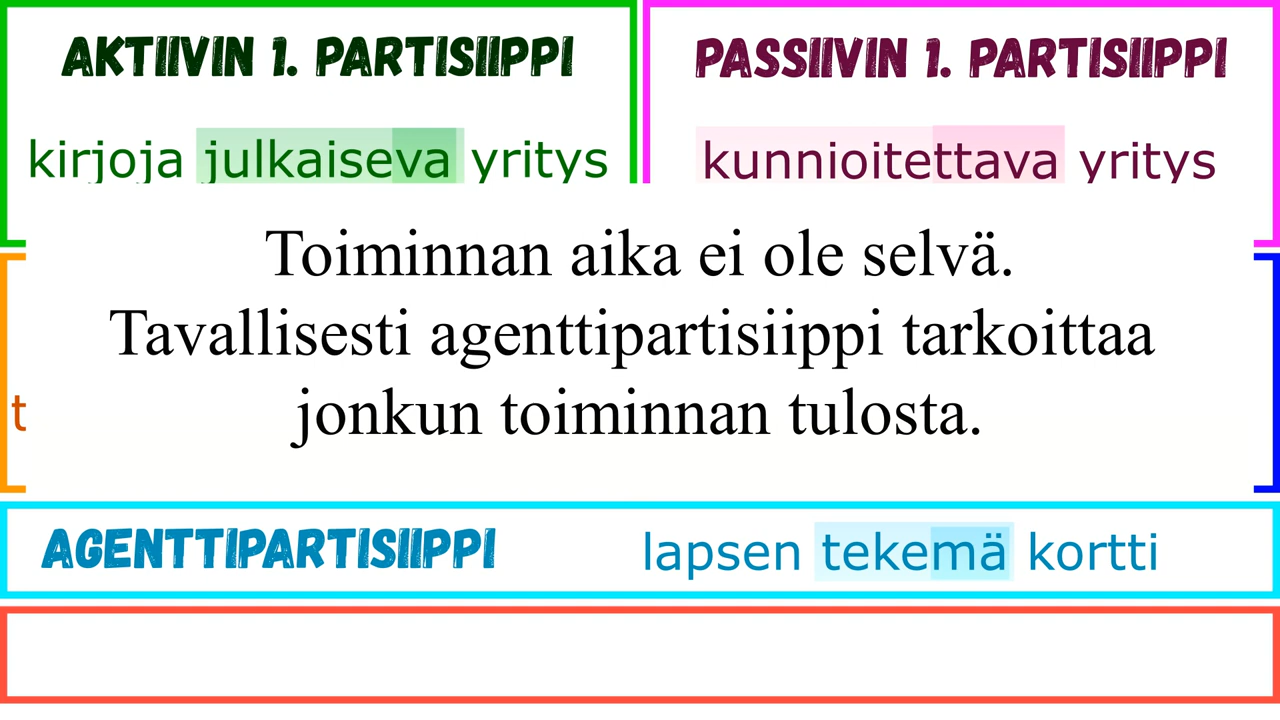 AKTIIVIN 1. PARTISIIPPI
PASSIIVIN 1. PARTISIIPPI
kirjoja julkaiseva yritys
kunnioitettava yritys
Toiminnan aika ei ole selvä.
Tavallisesti agenttipartisiippi tarkoittaa
jonkun toiminnan tulosta.
t
AGENTTIPARTISIIPPI
lapsen tekemä kortti